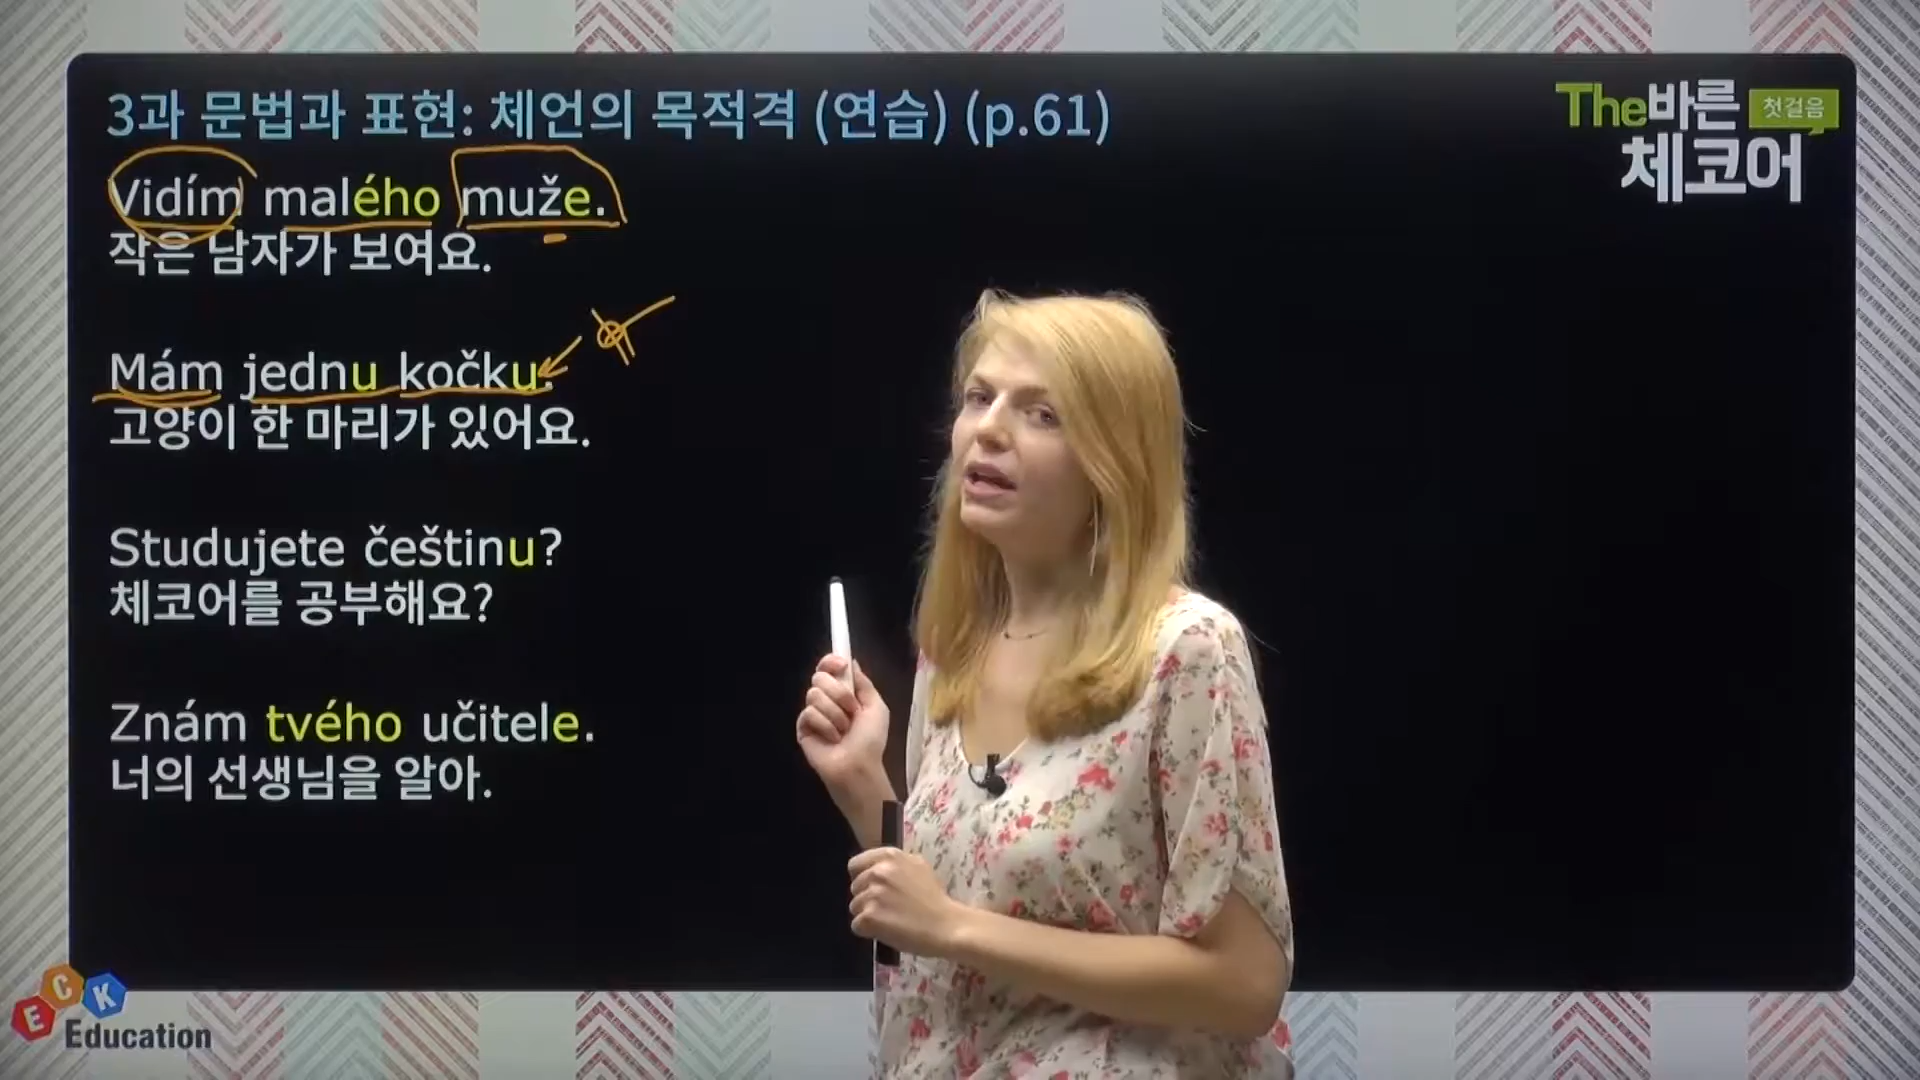 3과 문법과 표현: 체언의 목적격 (연습) (p.61)
The바른 첫걸음
체코어
Vidím malého muže.
작은 남자가 보여요.
Mám jednu kočku.
고양이 한 마리가 있어요.
Studujete češtinu?
체코어를 공부해요?
Znám tvého učitele.
너의 선생님을 알아.
ECK
Education